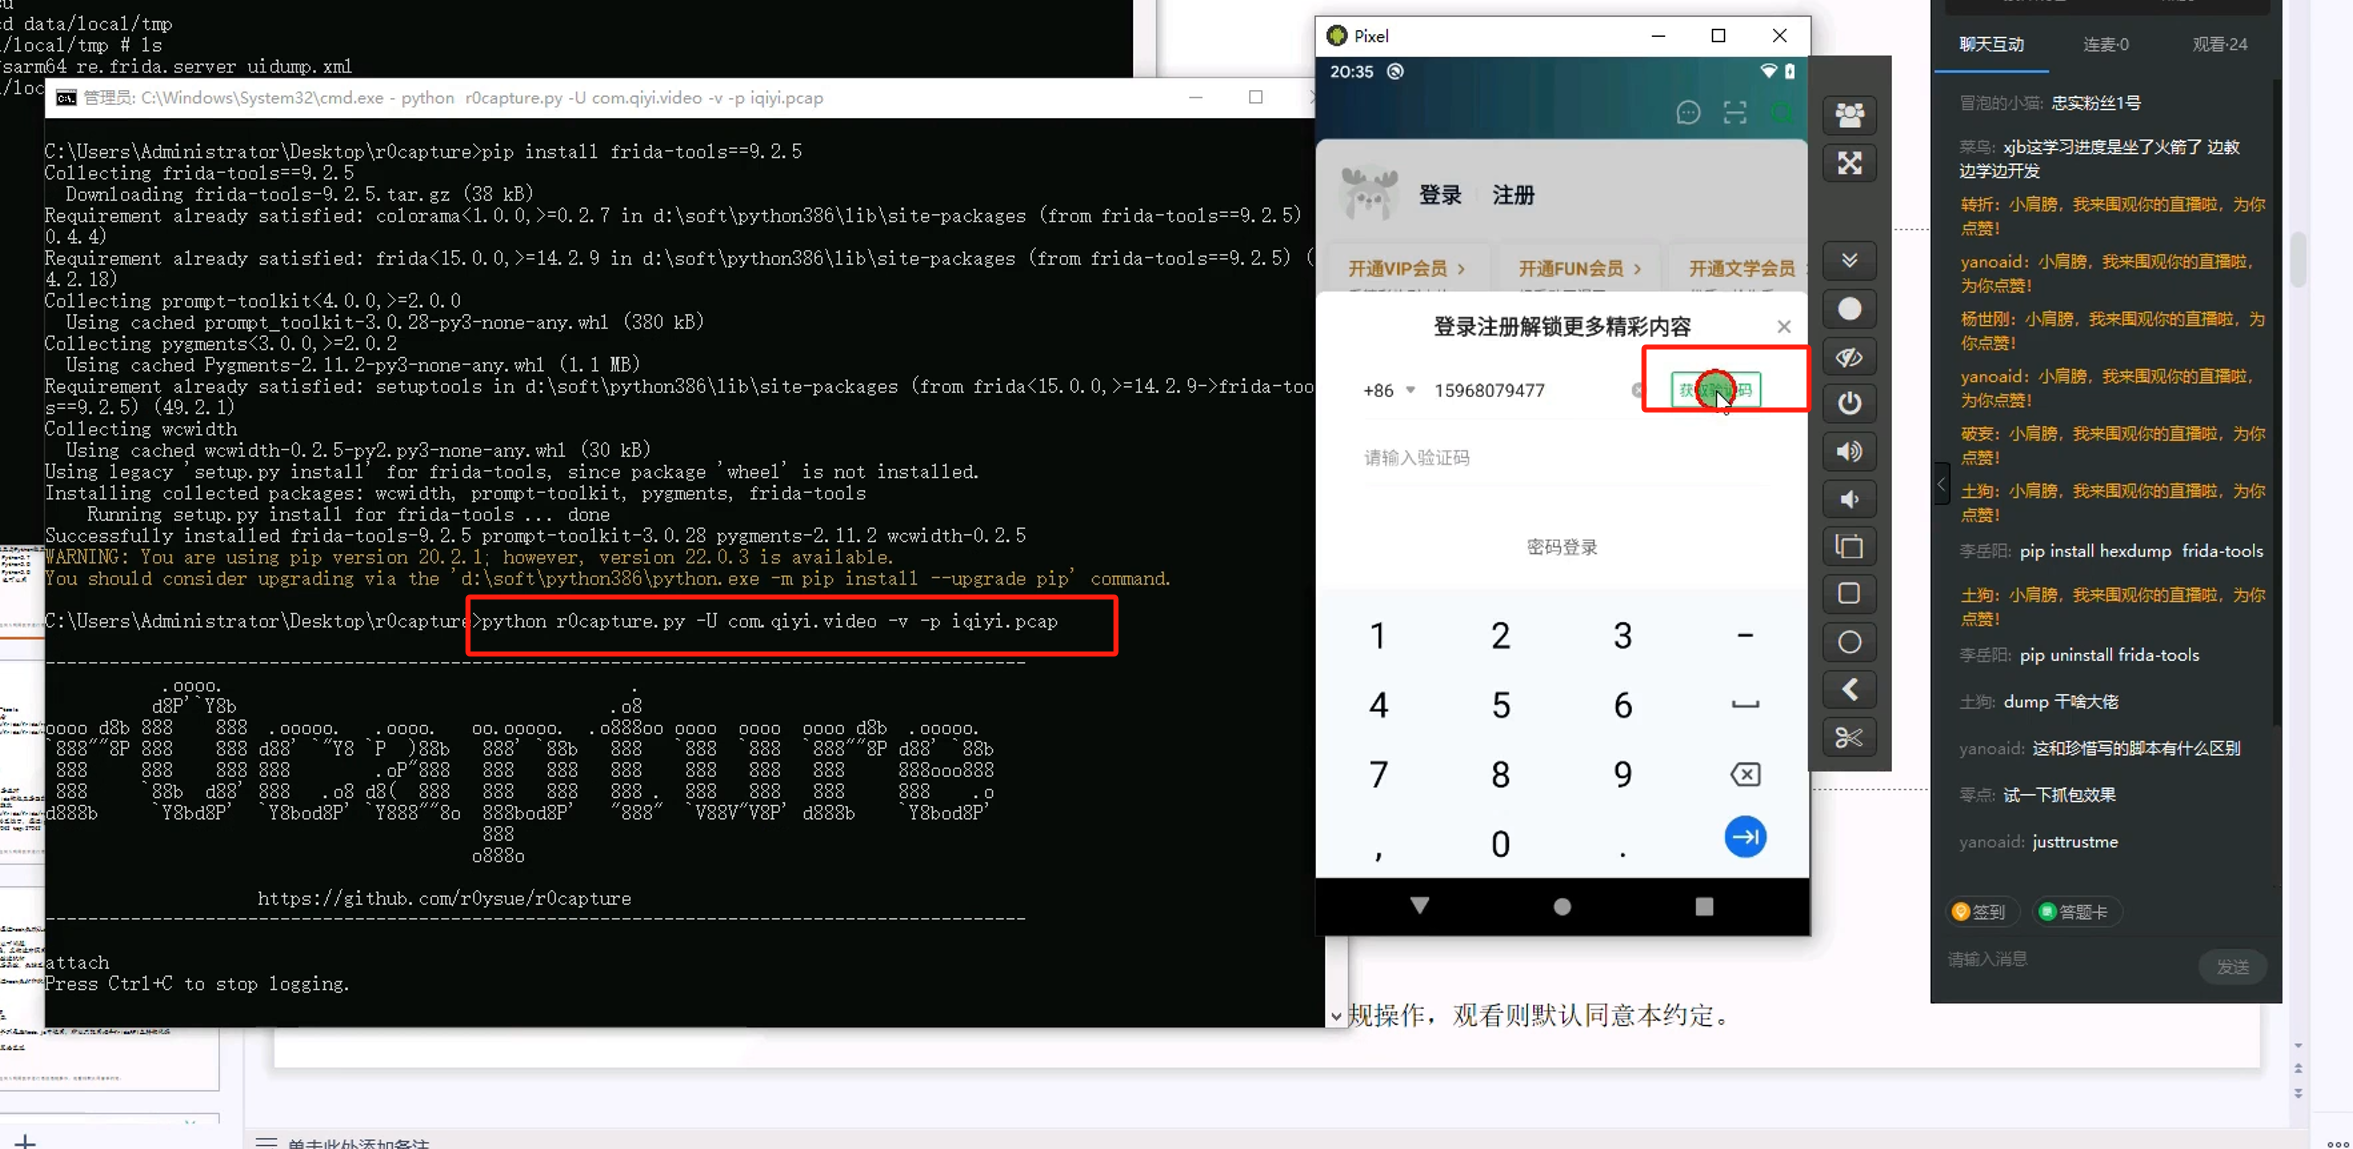 cd data/local/tmp
/local/tmp # ls
sarm64 re.frida.server uidump.xml
管理员: C:\Windows\System32\cmd.exe - python  r0capture.py -U com.qiyi.video -v -p iqiyi.pcap
C:\Users\Administrator\Desktop\r0capture>pip install frida-tools==9.2.5
Collecting frida-tools==9.2.5
Downloading frida-tools-9.2.5.tar.gz (38 kB)
Requirement already satisfied: colorama<1.0.0,>=0.2.7 in d:\soft\python386\lib\site-packages (from frida-tools==9.2.5)
0.4.4)
Requirement already satisfied: frida<15.0.0,>=14.2.9 in d:\soft\python386\lib\site-packages (from frida-tools==9.2.5) (
4.2.18)
Collecting prompt-toolkit<4.0.0,>=2.0.0
Using cached prompt_toolkit-3.0.28-py3-none-any.whl (380 kB)
Collecting pygments<3.0.0,>=2.0.2
Using cached Pygments-2.11.2-py3-none-any.whl (1.1 MB)
Requirement already satisfied: setuptools in d:\soft\python386\lib\site-packages (from frida<15.0.0,>=14.2.9->frida-too
s==9.2.5) (49.2.1)
Collecting wcwidth
Using cached wcwidth-0.2.5-py2.py3-none-any.whl (30 kB)
Using legacy 'setup.py install' for frida-tools, since package 'wheel' is not installed.
Installing collected packages: wcwidth, prompt-toolkit, pygments, frida-tools
Running setup.py install for frida-tools ... done
Successfully installed frida-tools-9.2.5 prompt-toolkit-3.0.28 pygments-2.11.2 wcwidth-0.2.5
WARNING: You are using pip version 20.2.1; however, version 22.0.3 is available.
You should consider upgrading via the 'd:\soft\python386\python.exe -m pip install --upgrade pip' command.
C:\Users\Administrator\Desktop\r0capture>python r0capture.py -U com.qiyi.video -v -p iqiyi.pcap
r0capture
https://github.com/r0ysue/r0capture
attach
Press Ctrl+C to stop logging.
Pixel
20:35
登录 注册
开通VIP会员 >
开通FUN会员 >
开通文学会员
登录注册解锁更多精彩内容
+86 15968079477 获取验证码
请输入验证码
密码登录
1 2 3 -
4 5 6
7 8 9
, 0 .
聊天互动 连麦·0 观看·24
冒泡的小猫: 忠实粉丝1号
菜鸟: xjb这学习进度是坐了火箭了 边教
边学边开发
转折: 小肩膀, 我来围观你的直播啦, 为你
点赞!
yanoaid: 小肩膀, 我来围观你的直播啦,
为你点赞!
杨世刚: 小肩膀, 我来围观你的直播啦, 为
你点赞!
yanoaid: 小肩膀, 我来围观你的直播啦,
为你点赞!
破妄: 小肩膀, 我来围观你的直播啦, 为你
点赞!
土狗: 小肩膀, 我来围观你的直播啦, 为你
点赞!
李岳阳: pip install hexdump  frida-tools
土狗: 小肩膀, 我来围观你的直播啦, 为你
点赞!
李岳阳: pip uninstall frida-tools
土狗: dump 干啥大佬
yanoaid: 这和珍惜写的脚本有什么区别
零点: 试一下抓包效果
yanoaid: justtrustme
签到 答题卡
请输入消息
发送
规操作，观看则默认同意本约定。
单击此处添加备注